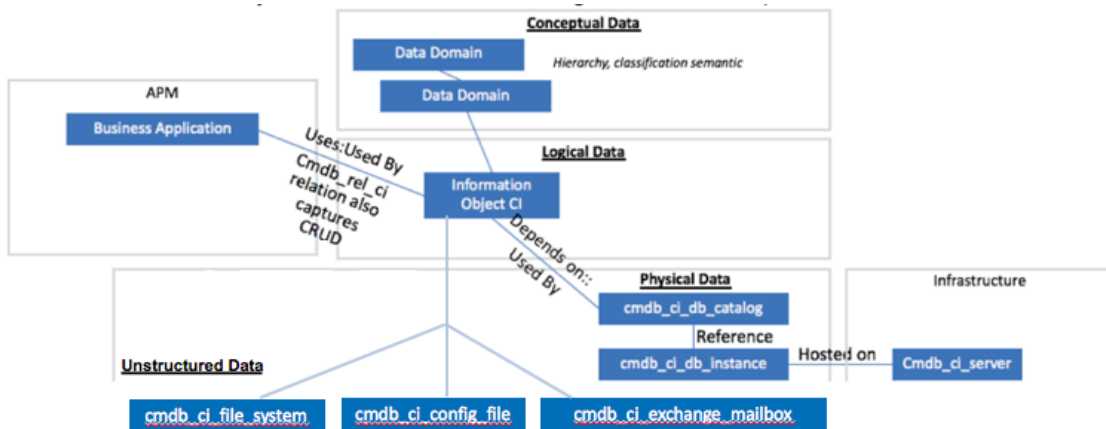 Conceptual Data
Data Domain
Hierarchy, classification semantic
Data Domain
APM
Business Application
Uses:Used By
Cmdb_rel_ci
relation also
captures
CRUD
Logical Data
Information
Object CI
Depends on::
Used By
Physical Data
cmdb_ci_db_catalog
Reference
cmdb_ci_db_instance
Hosted on
Infrastructure
Cmdb_ci_server
Unstructured Data
cmdb_ci_file_system
cmdb_ci_config_file
cmdb_ci_exchange_mailbox